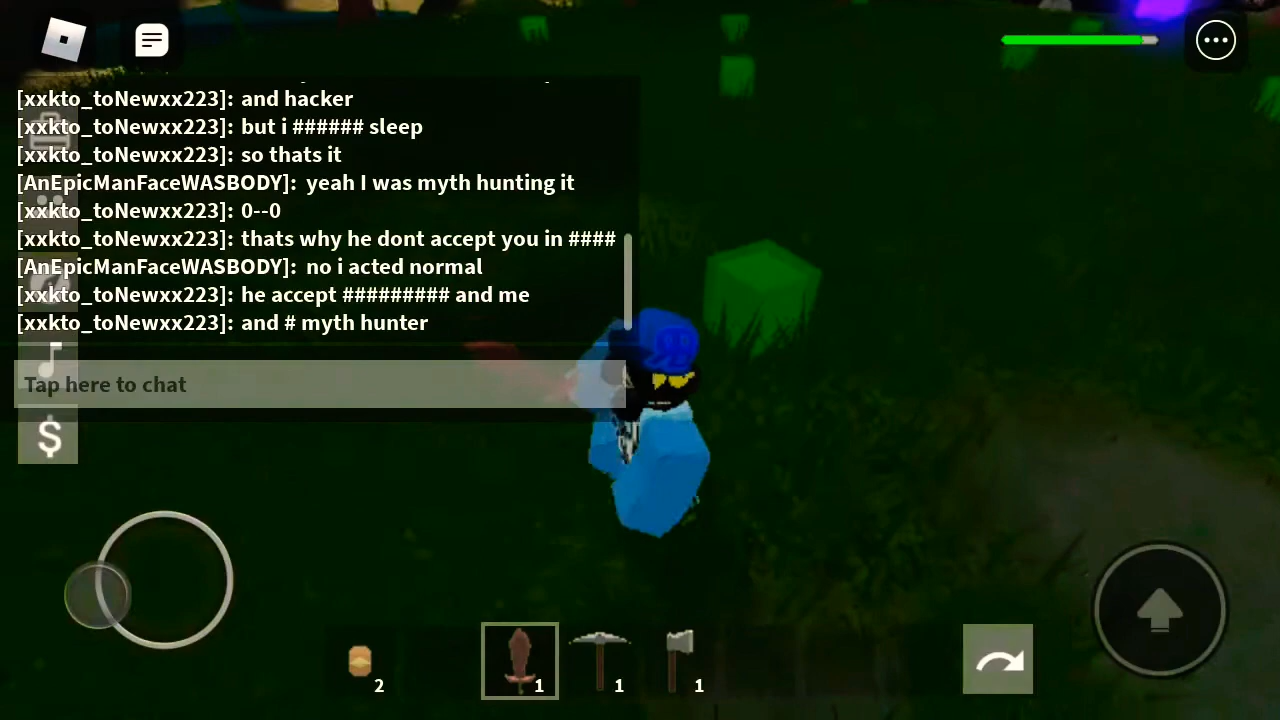 [xxkto_toNewxx223]: and hacker
[xxkto_toNewxx223]: but i ###### sleep
[xxkto_toNewxx223]: so thats it
[AnEpicManFaceWASBODY]: yeah I was myth hunting it
[xxkto_toNewxx223]: 0--0
[xxkto_toNewxx223]: thats why he dont accept you in ####
[AnEpicManFaceWASBODY]: no i acted normal
[xxkto_toNewxx223]: he accept ######### and me
[xxkto_toNewxx223]: and # myth hunter
Tap here to chat
$
2 1 1 1